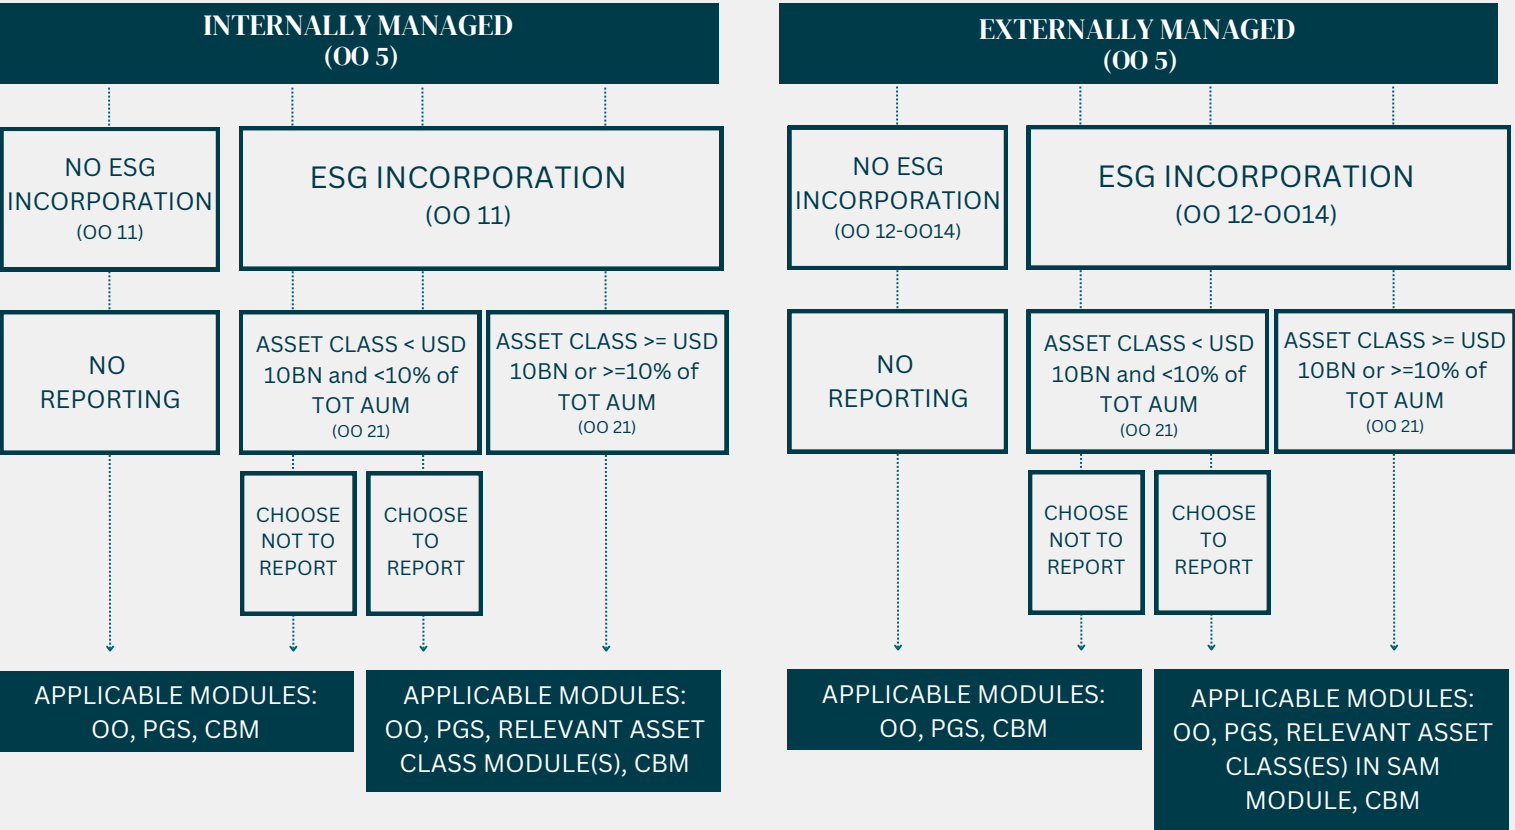 INTERNALLY MANAGED
(OO 5)
NO ESG
INCORPORATION
(OO 11)
ESG INCORPORATION
(OO 11)
NO
REPORTING
ASSET CLASS < USD
10BN and <10% of
TOT AUM
(OO 21)
ASSET CLASS >= USD
10BN or >=10% of
TOT AUM
(OO 21)
CHOOSE
NOT TO
REPORT
CHOOSE
TO
REPORT
APPLICABLE MODULES:
OO, PGS, CBM
APPLICABLE MODULES:
OO, PGS, RELEVANT ASSET
CLASS MODULE(S), CBM
EXTERNALLY MANAGED
(OO 5)
NO ESG
INCORPORATION
(OO 12-OO14)
ESG INCORPORATION
(OO 12-OO14)
NO
REPORTING
ASSET CLASS < USD
10BN and <10% of
TOT AUM
(OO 21)
ASSET CLASS >= USD
10BN or >=10% of
TOT AUM
(OO 21)
CHOOSE
NOT TO
REPORT
CHOOSE
TO
REPORT
APPLICABLE MODULES:
OO, PGS, CBM
APPLICABLE MODULES:
OO, PGS, RELEVANT ASSET
CLASS(ES) IN SAM
MODULE, CBM